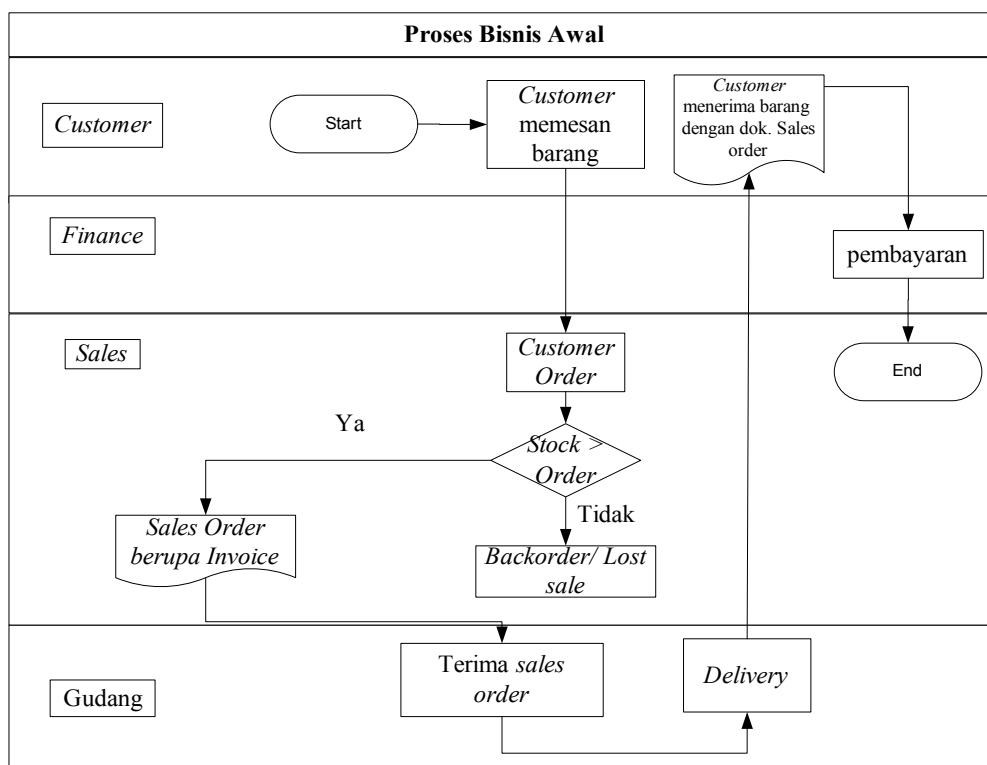 Proses Bisnis Awal
Customer
Start
Customer
memesan
barang
Customer
menerima barang
dengan dok. Sales
order
Finance
pembayaran
Sales
Customer
Order
End
Ya
Stock >
Order
Tidak
Sales Order
berupa Invoice
Backorder/ Lost
sale
Gudang
Terima sales
order
Delivery